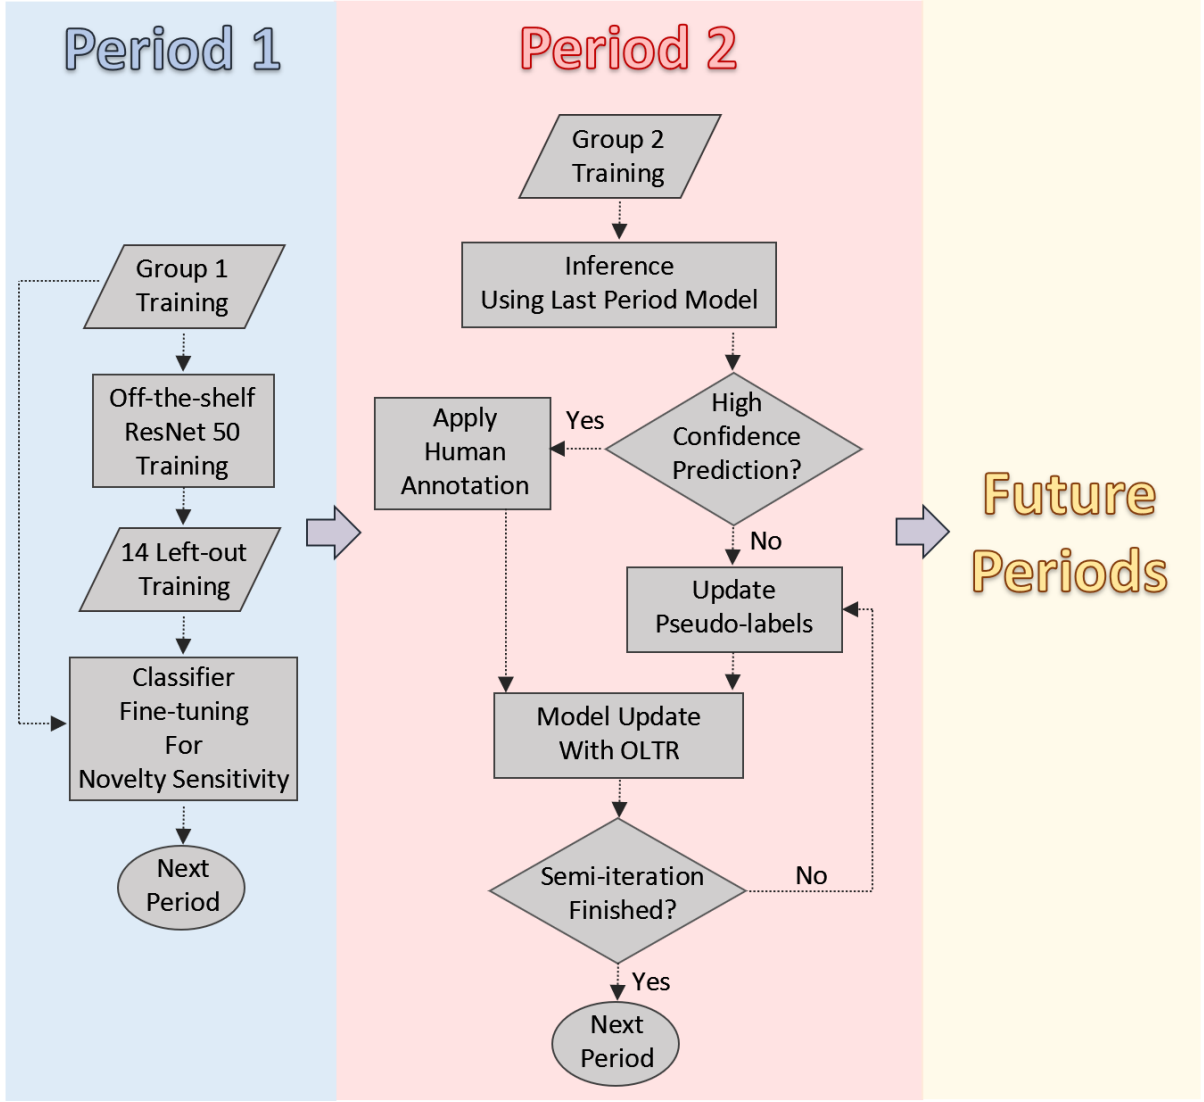 Period 1
Group 1
Training
Off-the-shelf
ResNet 50
Training
14 Left-out
Training
Classifier
Fine-tuning
For
Novelty Sensitivity
Next
Period
Period 2
Group 2
Training
Inference
Using Last Period Model
High
Confidence
Prediction?
Yes
Apply
Human
Annotation
No
Update
Pseudo-labels
Model Update
With OLTR
Semi-iteration
Finished?
No
Yes
Next
Period
Future
Periods